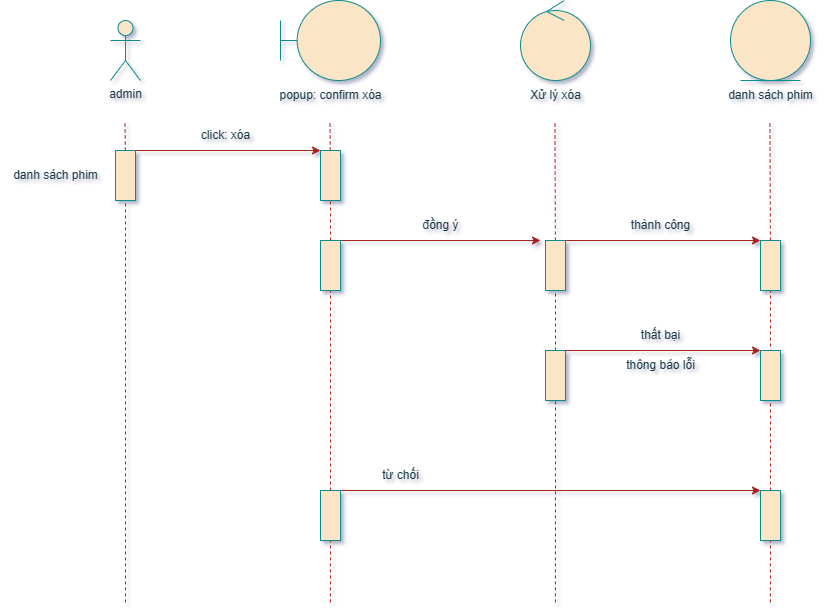 admin
popup: confirm xóa
Xử lý xóa
danh sách phim
click: xóa
danh sách phim
đồng ý
thành công
thất bại
thông báo lỗi
từ chối